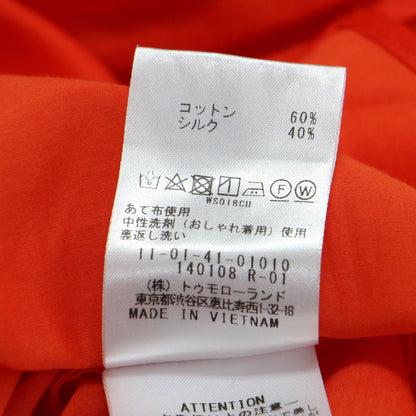 コットン 60%
シルク 40%
WS018CU
あて布使用
中性洗剤（おしゃれ着用）使用
裏返し洗い
11-01-41-01010
140108 R-01
(株) トゥモローランド
東京都渋谷区恵比寿西1-32-18
MADE IN VIETNAM
ATTENTION